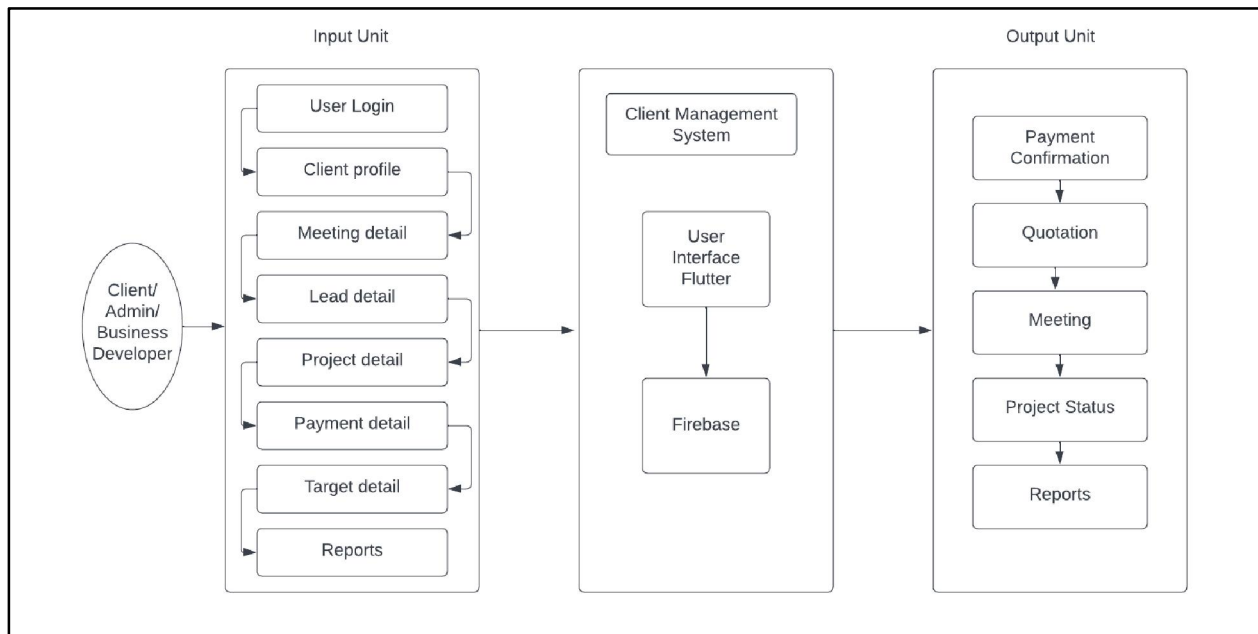 Input Unit
Output Unit
Client/
Admin/
Business
Developer
User Login
Client profile
Meeting detail
Lead detail
Project detail
Payment detail
Target detail
Reports
Client Management
System
User
Interface
Flutter
Firebase
Payment
Confirmation
Quotation
Meeting
Project Status
Reports